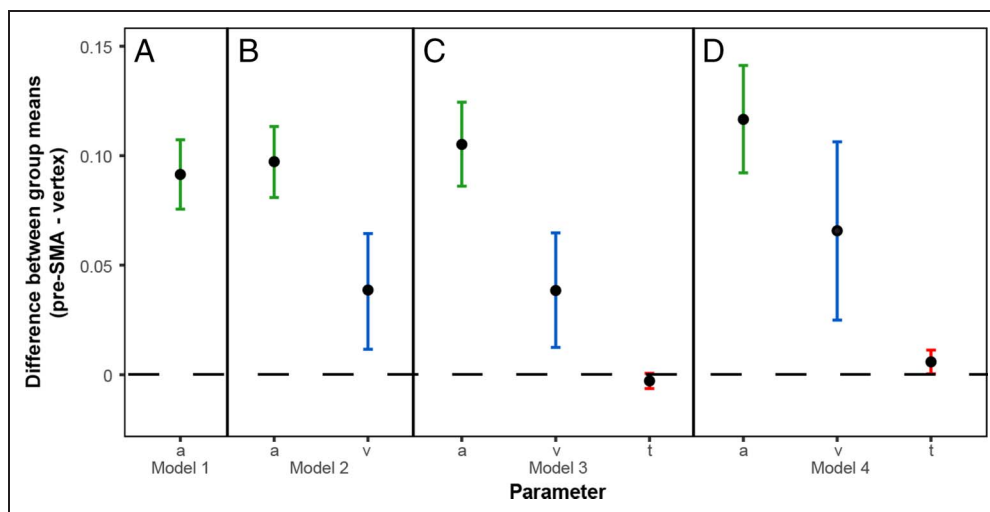 A
B
C
D
Difference between group means
(pre-SMA - vertex)
0.15
0.10
0.05
0
a
a v
a v t
a v t
Model 1
Model 2
Model 3
Model 4
Parameter